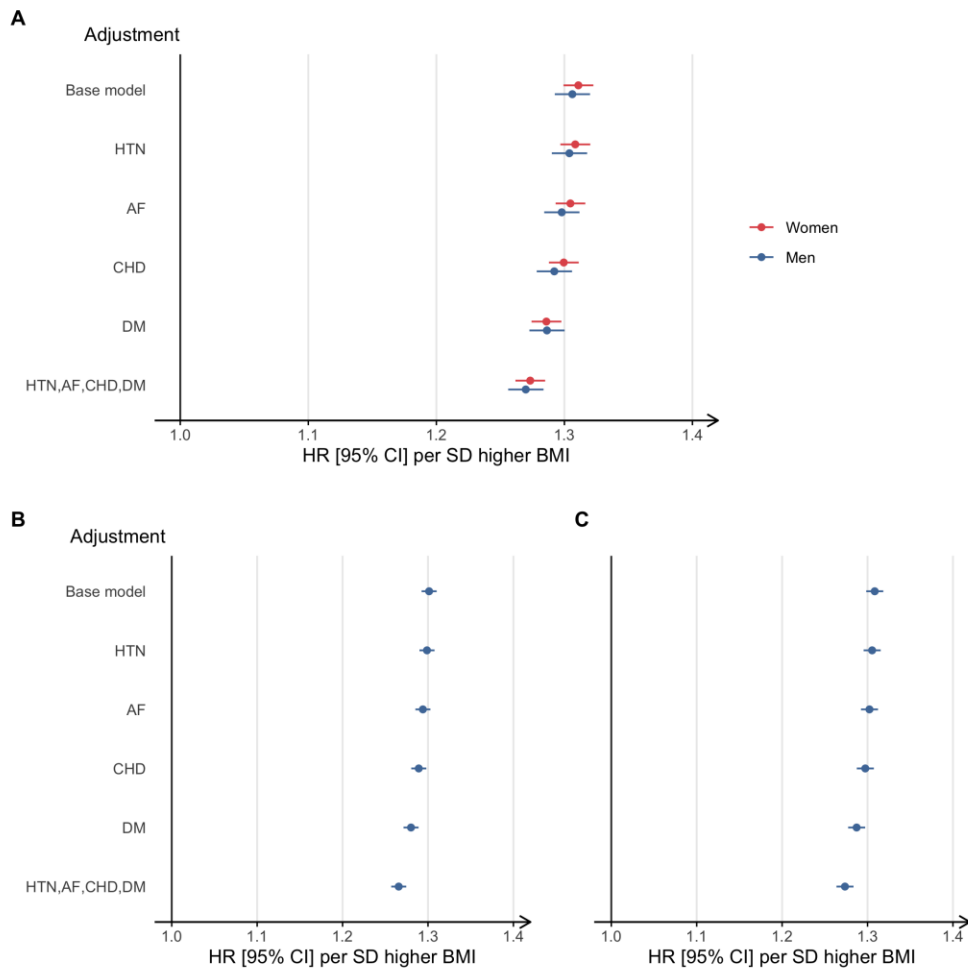 A
Adjustment
Base model
HTN
AF
CHD
DM
HTN,AF,CHD,DM
Women
Men
1.0 1.1 1.2 1.3 1.4
HR [95% CI] per SD higher BMI
B
Adjustment
Base model
HTN
AF
CHD
DM
HTN,AF,CHD,DM
1.0 1.1 1.2 1.3 1.4
HR [95% CI] per SD higher BMI
C
1.0 1.1 1.2 1.3 1.4
HR [95% CI] per SD higher BMI